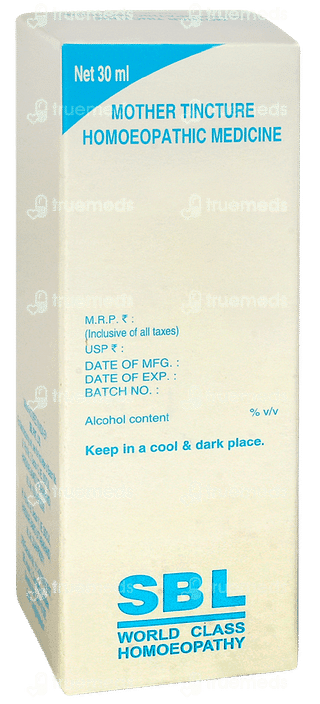 Net 30 ml
MOTHER TINCTURE
HOMOEOPATHIC MEDICINE
M.R.P. ₹ :
(Inclusive of all taxes)
USP ₹ :
DATE OF MFG. :
DATE OF EXP. :
BATCH NO. :
Alcohol content % v/v
Keep in a cool & dark place.
SBL
WORLD CLASS
HOMOEOPATHY
truemeds